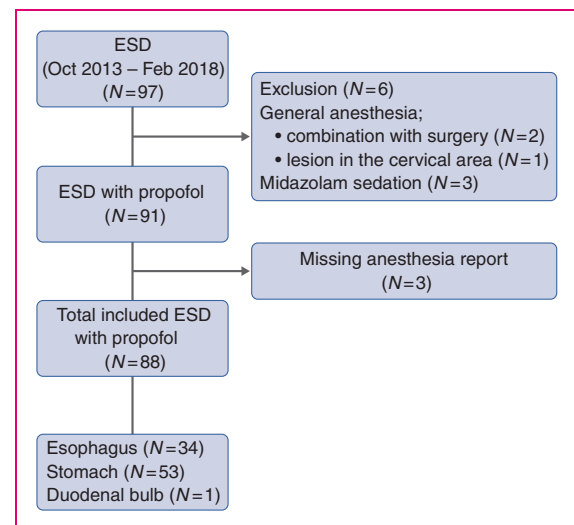 ESD
(Oct 2013 – Feb 2018)
(N=97)
Exclusion (N=6)
General anesthesia;
• combination with surgery (N=2)
• lesion in the cervical area (N=1)
Midazolam sedation (N=3)
ESD with propofol
(N=91)
Missing anesthesia report
(N=3)
Total included ESD
with propofol
(N=88)
Esophagus (N=34)
Stomach (N=53)
Duodenal bulb (N=1)